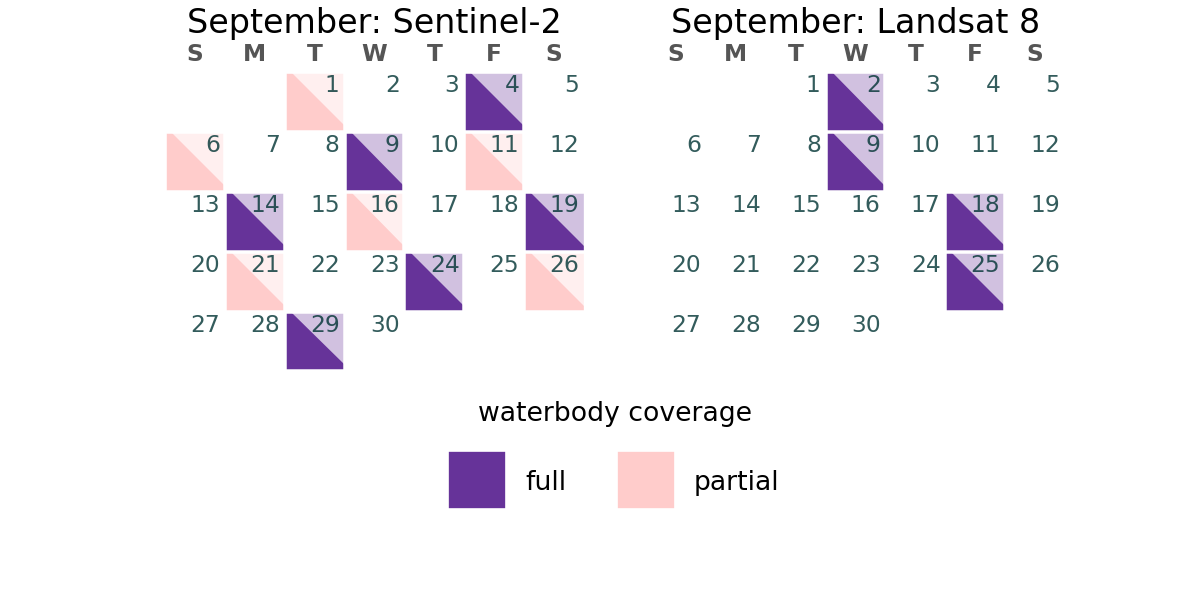 September: Sentinel-2
S M T W T F S
1 2 3 4 5
6 7 8 9 10 11 12
13 14 15 16 17 18 19
20 21 22 23 24 25 26
27 28 29 30
September: Landsat 8
S M T W T F S
1 2 3 4 5
6 7 8 9 10 11 12
13 14 15 16 17 18 19
20 21 22 23 24 25 26
27 28 29 30
waterbody coverage
full partial